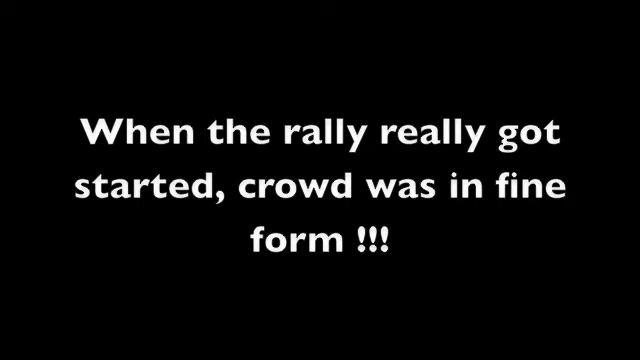 When the rally really got
started, crowd was in fine
form !!!